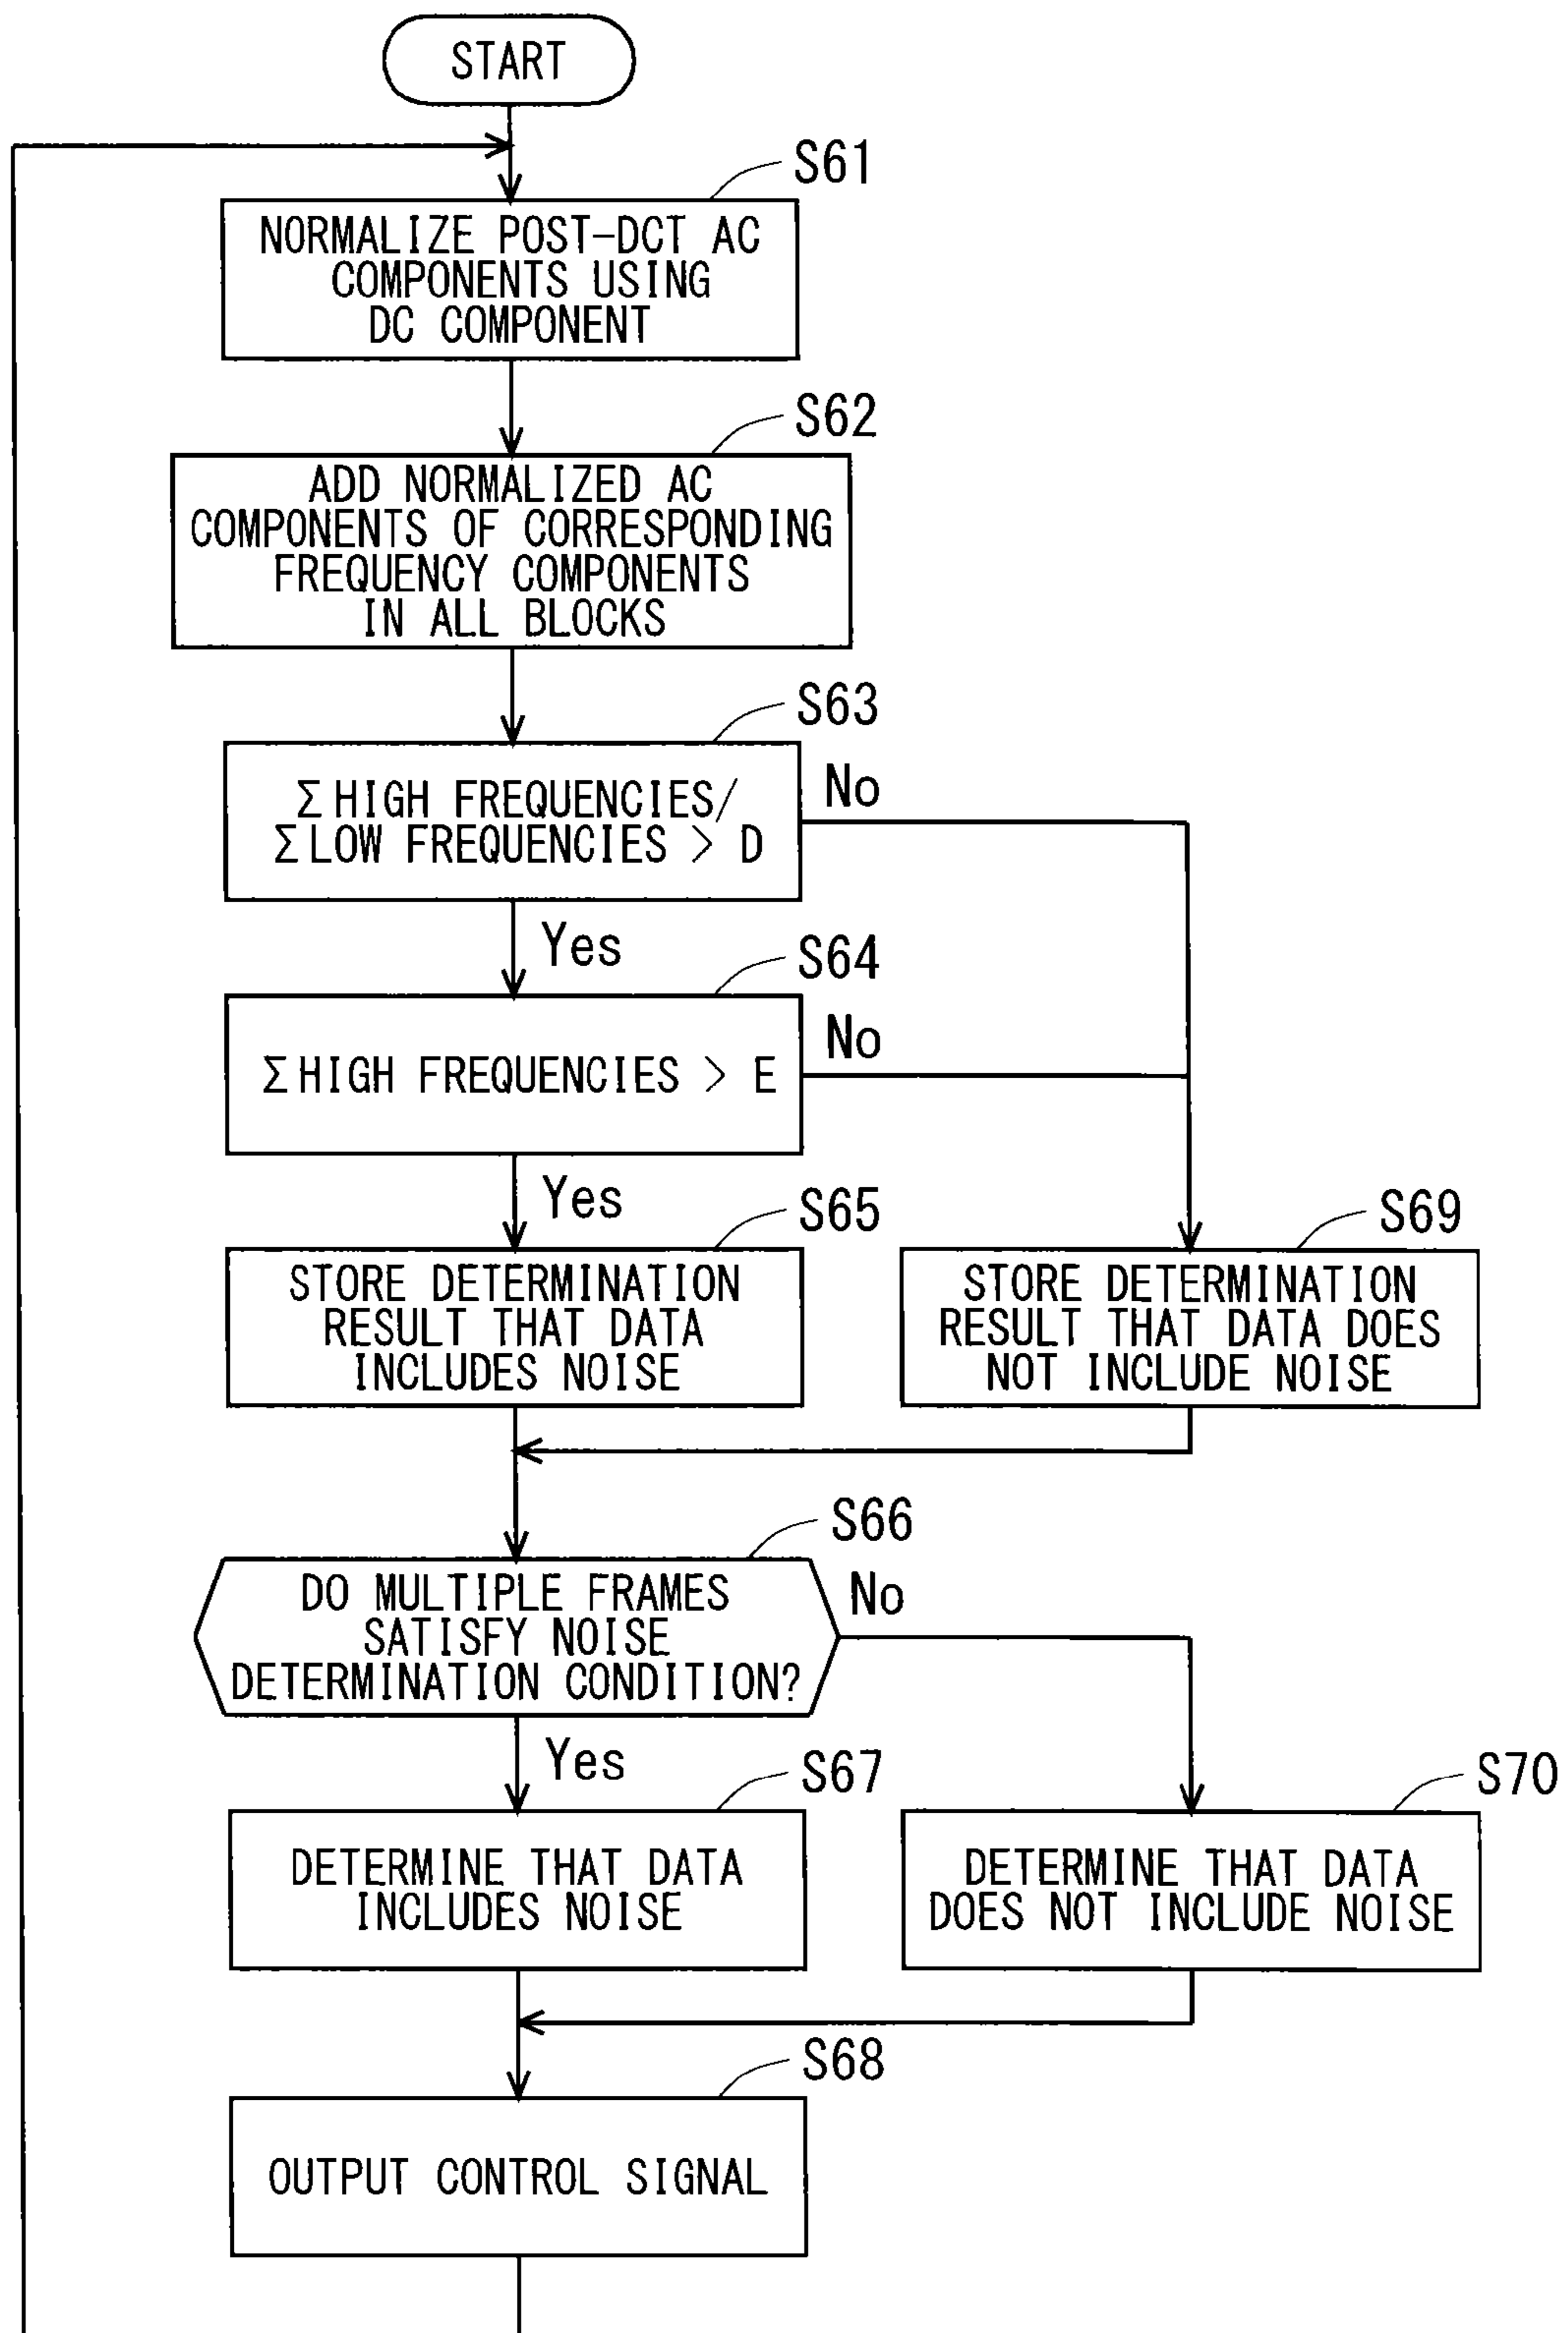 START
S61
NORMALIZE POST-DCT AC
COMPONENTS USING
DC COMPONENT
S62
ADD NORMALIZED AC
COMPONENTS OF CORRESPONDING
FREQUENCY COMPONENTS
IN ALL BLOCKS
S63
Σ HIGH FREQUENCIES/
Σ LOW FREQUENCIES > D
No
Yes
S64
Σ HIGH FREQUENCIES > E
No
Yes
S65
STORE DETERMINATION
RESULT THAT DATA
INCLUDES NOISE
S69
STORE DETERMINATION
RESULT THAT DATA DOES
NOT INCLUDE NOISE
S66
DO MULTIPLE FRAMES
SATISFY NOISE
DETERMINATION CONDITION?
No
Yes
S67
DETERMINE THAT DATA
INCLUDES NOISE
S70
DETERMINE THAT DATA
DOES NOT INCLUDE NOISE
S68
OUTPUT CONTROL SIGNAL